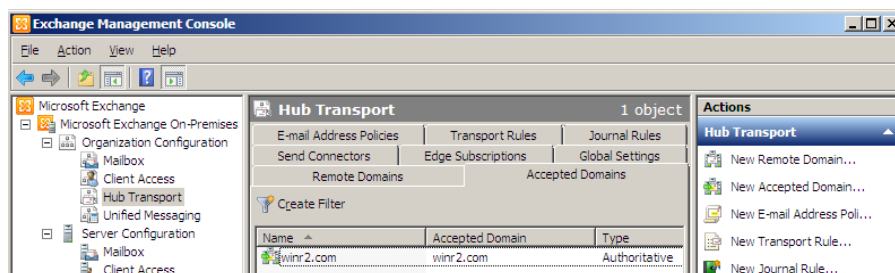 Exchange Management Console
File Action View Help
Microsoft Exchange
Microsoft Exchange On-Premises
Organization Configuration
Mailbox
Client Access
Hub Transport
Unified Messaging
Server Configuration
Mailbox
Client Access
Hub Transport 1 object
E-mail Address Policies Transport Rules Journal Rules
Send Connectors Edge Subscriptions Global Settings
Remote Domains Accepted Domains
Create Filter
Name Accepted Domain Type
winr2.com winr2.com Authoritative
Actions
Hub Transport
New Remote Domain...
New Accepted Domain...
New E-mail Address Poli...
New Transport Rule...
New Journal Rule...